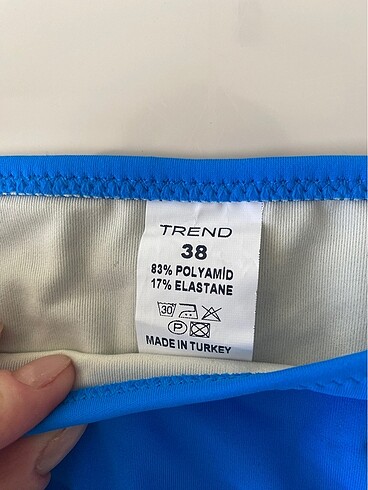 TREND
38
83% POLYAMİD
17% ELASTANE
30
P
MADE IN TURKEY